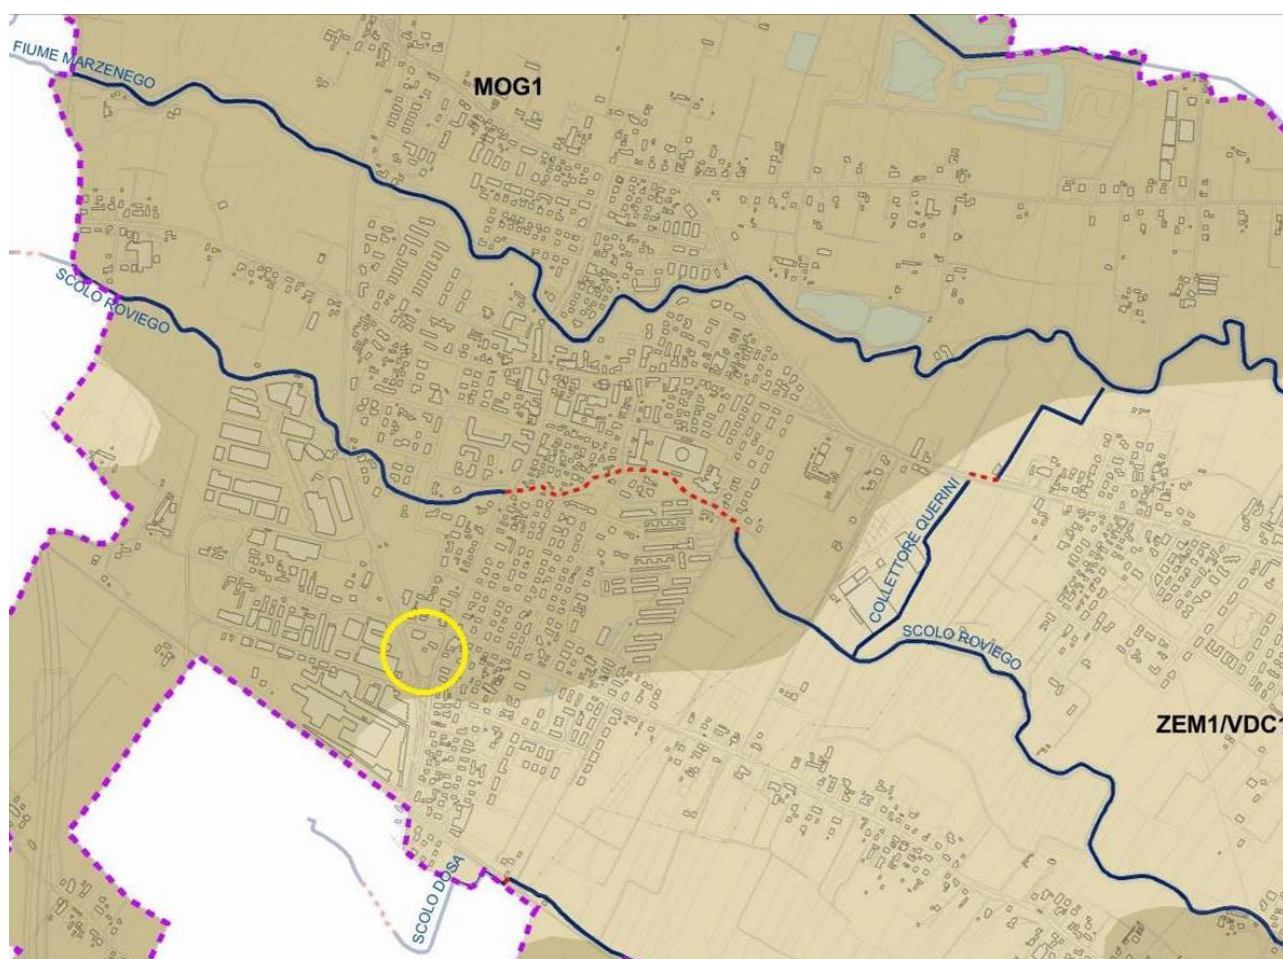 FIUME MARZENEGO
MOG1
SCOLO ROVIEGO
COLLETTORE QUERINI
SCOLO ROVIEGO
ZEM1/VDC1
SCOLO DOSA